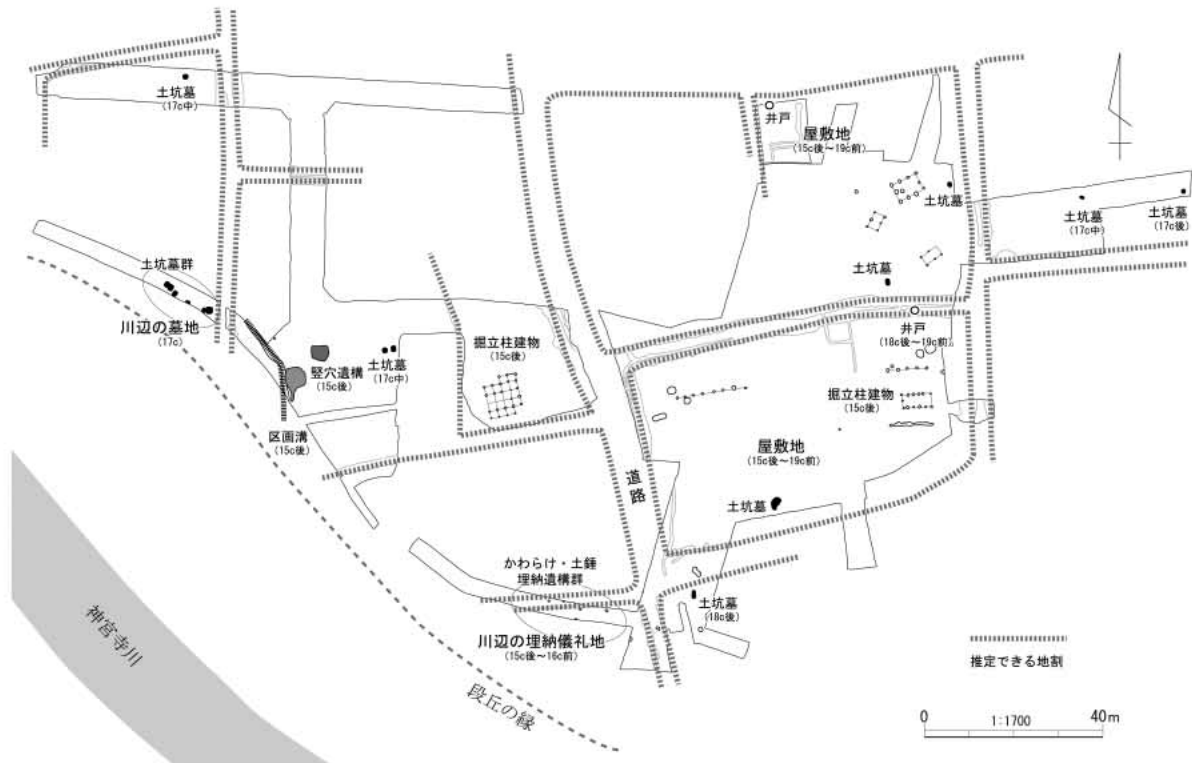 土坑墓
(17c中)
井戸
屋敷地
(15c後～19c前)
土坑墓
土坑墓
(17c中)
土坑墓
(17c後)
土坑墓群
川辺の墓地
(17c)
土坑墓
竪穴遺構
(15c後)
土坑墓
(17c中)
掘立柱建物
(15c後)
井戸
(18c後～19c前)
掘立柱建物
(15c後)
区画溝
(15c後)
屋敷地
(15c後～19c前)
道路
土坑墓
かわらけ・土錘
埋納遺構群
土坑墓
(18c後)
川辺の埋納儀礼地
(15c後～16c前)
神宮寺川
段丘の縁
推定できる地割
0 1:1700 40m